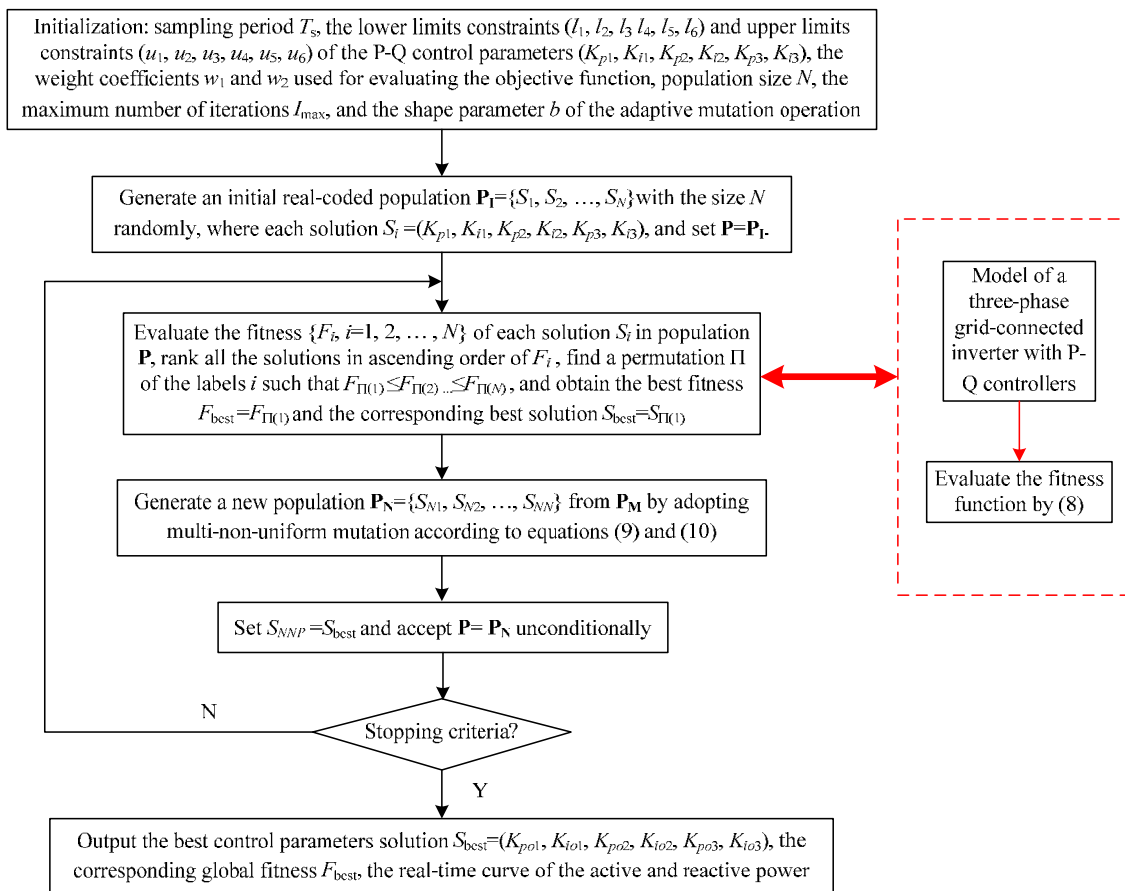 Initialization: sampling period Ts, the lower limits constraints (l1, l2, l3 l4, l5, l6) and upper limits
constraints (u1, u2, u3, u4, u5, u6) of the P-Q control parameters (Kp1, Ki1, Kp2, Ki2, Kp3, Ki3), the
weight coefficients w1 and w2 used for evaluating the objective function, population size N, the
maximum number of iterations Imax, and the shape parameter b of the adaptive mutation operation
Generate an initial real-coded population PI={S1, S2, …, SN}with the size N
randomly, where each solution Si =(Kp1, Ki1, Kp2, Ki2, Kp3, Ki3), and set P=PI.
Evaluate the fitness {Fi, i=1, 2, … , N} of each solution Si in population
P, rank all the solutions in ascending order of Fi , find a permutation Π
of the labels i such that FΠ(1)≤FΠ(2) ...≤FΠ(N), and obtain the best fitness
Fbest=FΠ(1) and the corresponding best solution Sbest=SΠ(1)
Model of a
three-phase
grid-connected
inverter with P-
Q controllers
Evaluate the fitness
function by (8)
Generate a new population PN={SN1, SN2, …, SNN} from PM by adopting
multi-non-uniform mutation according to equations (9) and (10)
Set SNNP =Sbest and accept P= PN unconditionally
N
Stopping criteria?
Y
Output the best control parameters solution Sbest=(Kpo1, Kio1, Kpo2, Kio2, Kpo3, Kio3), the
corresponding global fitness Fbest, the real-time curve of the active and reactive power